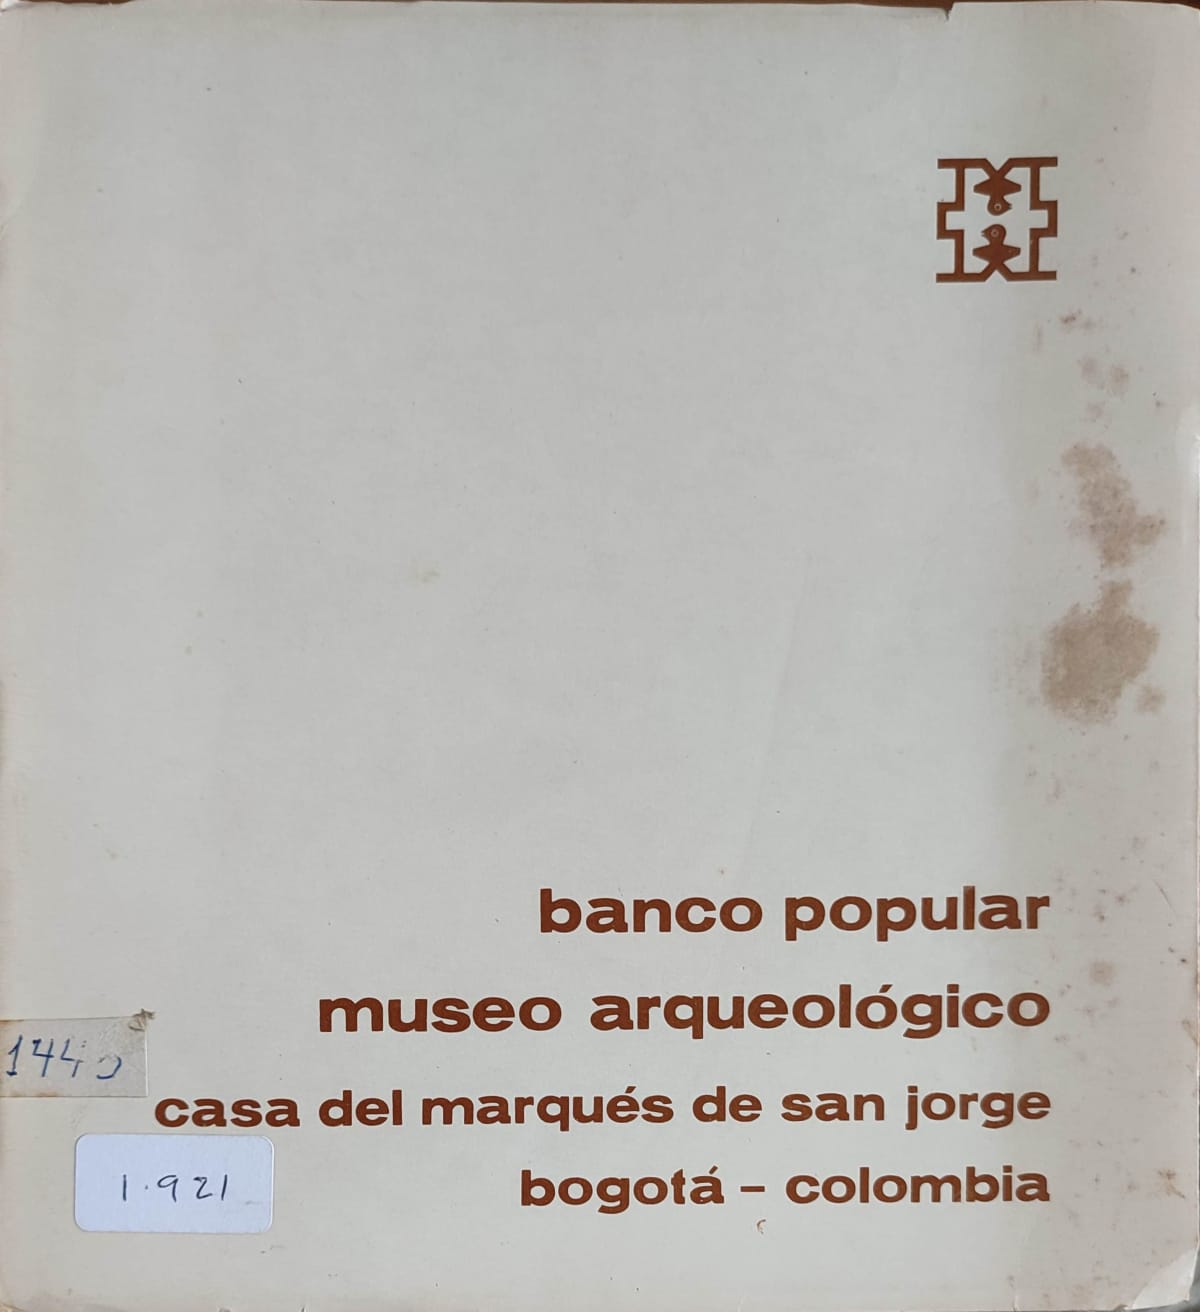 banco popular
museo arqueológico
casa del marqués de san jorge
1.921
bogotá – colombia